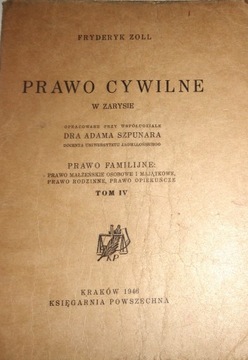 FRYDERYK ZOLL
PRAWO CYWILNE
W ZARYSIE
OPRACOWANE PRZY WSPÓŁUDZIALE
DRA ADAMA SZPUNARA
DOCENTA UNIWERSYTETU JAGIELLOŃSKIEGO
PRAWO FAMILIJNE:
PRAWO MAŁŻEŃSKIE OSOBOWE I MAJĄTKOWE,
PRAWO RODZINNE, PRAWO OPIEKUŃCZE
TOM IV
KP
KRAKÓW 1946
KSIĘGARNIA POWSZECHNA